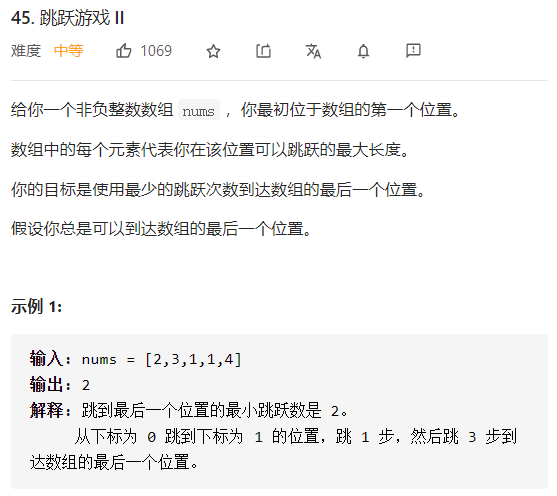 45. 跳跃游戏 II
难度 中等 1069
给你一个非负整数数组 nums ，你最初位于数组的第一个位置。
数组中的每个元素代表你在该位置可以跳跃的最大长度。
你的目标是使用最少的跳跃次数到达数组的最后一个位置。
假设你总是可以到达数组的最后一个位置。
示例 1:
输入: nums = [2,3,1,1,4]
输出: 2
解释: 跳到最后一个位置的最小跳跃数是 2。
从下标为 0 跳到下标为 1 的位置，跳 1 步，然后跳 3 步到
达数组的最后一个位置。